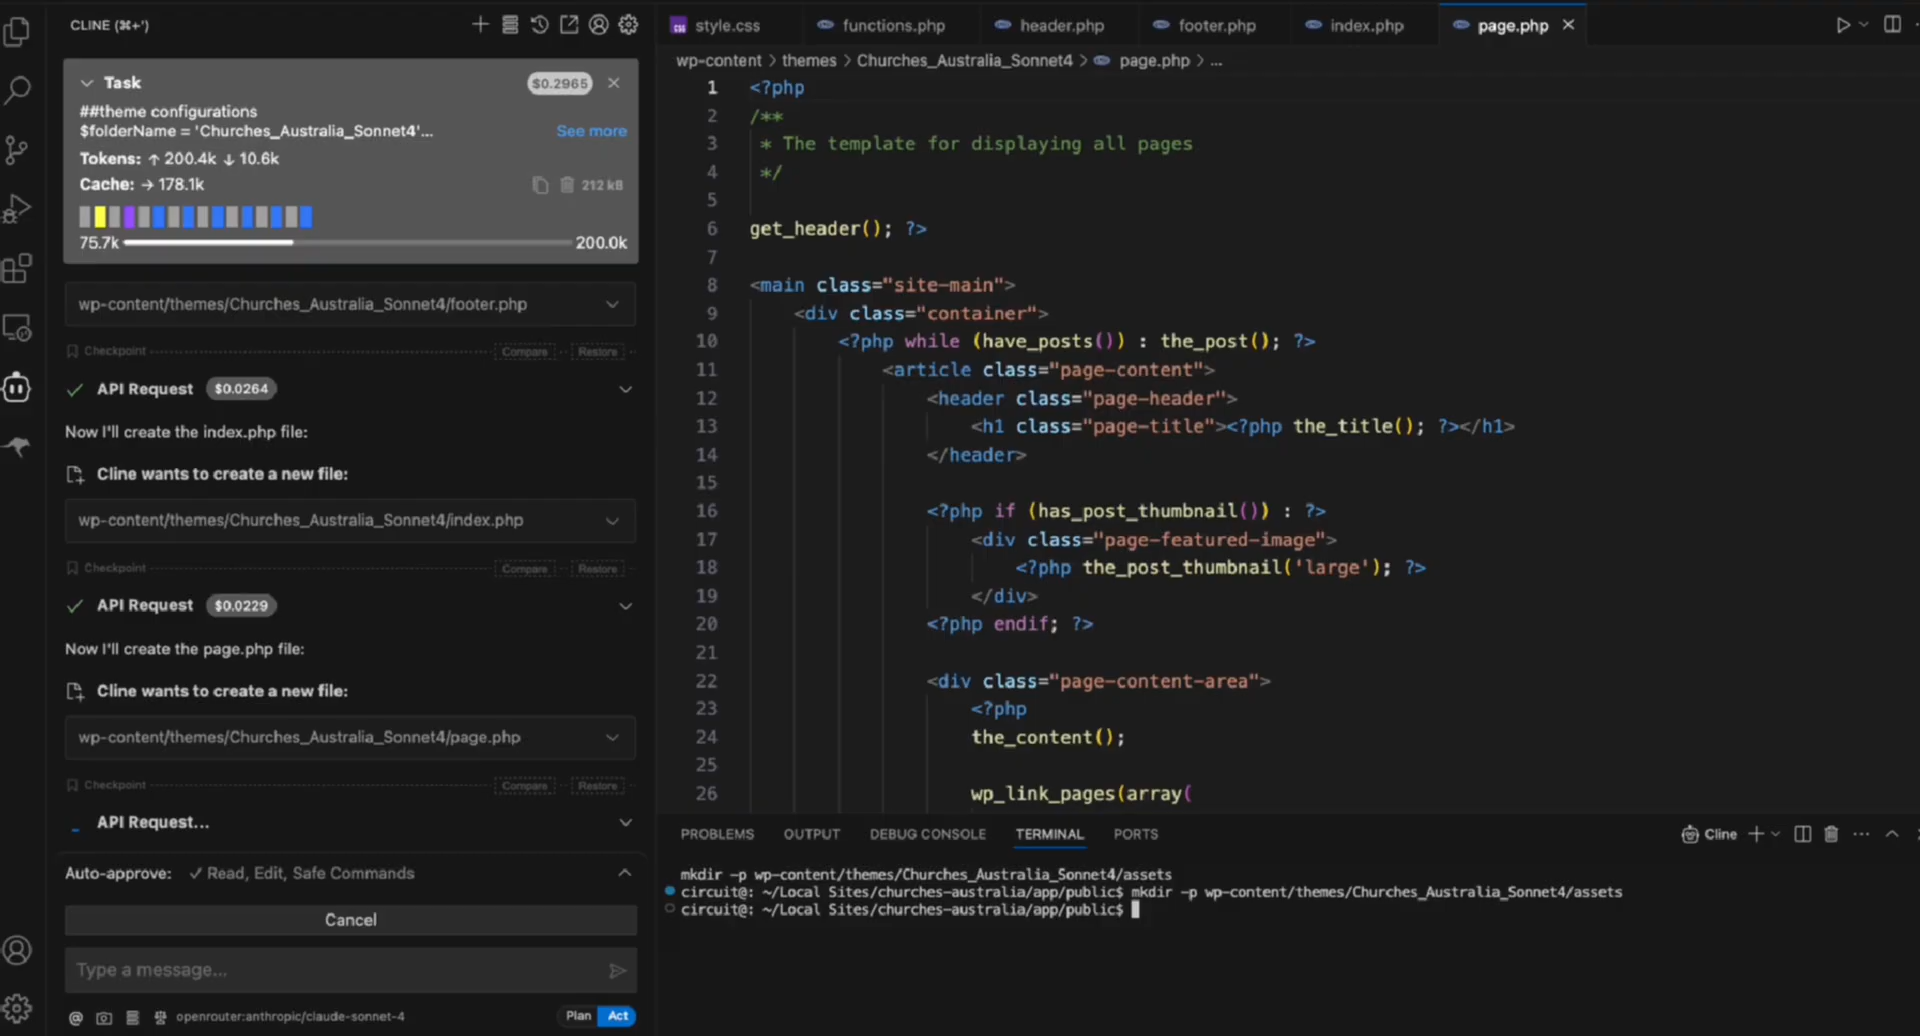 CLINE (⌘+')
Task
$0.2965
##theme configurations
$folderName = 'Churches_Australia_Sonnet4'...
See more
Tokens: ↑ 200.4k ↓ 10.6k
Cache: → 178.1k
212 kB
75.7k
200.0k
wp-content/themes/Churches_Australia_Sonnet4/footer.php
Checkpoint
Compare
Restore
API Request
$0.0264
Now I'll create the index.php file:
Cline wants to create a new file:
wp-content/themes/Churches_Australia_Sonnet4/index.php
Checkpoint
Compare
Restore
API Request
$0.0229
Now I'll create the page.php file:
Cline wants to create a new file:
wp-content/themes/Churches_Australia_Sonnet4/page.php
Checkpoint
Compare
Restore
API Request...
Auto-approve: ✓ Read, Edit, Safe Commands
Cancel
Type a message...
@
openrouter:anthropic/claude-sonnet-4
Plan
Act
style.css
functions.php
header.php
footer.php
index.php
page.php
wp-content > themes > Churches_Australia_Sonnet4 > page.php > ...
1 <?php
2 /**
3 * The template for displaying all pages
4 */
5
6 get_header(); ?>
7
8 <main class="site-main">
9 <div class="container">
10 <?php while (have_posts()) : the_post(); ?>
11 <article class="page-content">
12 <header class="page-header">
13 <h1 class="page-title"><?php the_title(); ?></h1>
14 </header>
15
16 <?php if (has_post_thumbnail()) : ?>
17 <div class="page-featured-image">
18 <?php the_post_thumbnail('large'); ?>
19 </div>
20 <?php endif; ?>
21
22 <div class="page-content-area">
23 <?php
24 the_content();
25
26 wp_link_pages(array(
PROBLEMS
OUTPUT
DEBUG CONSOLE
TERMINAL
PORTS
Cline
mkdir -p wp-content/themes/Churches_Australia_Sonnet4/assets
circuit@: ~/Local Sites/churches-australia/app/public$ mkdir -p wp-content/themes/Churches_Australia_Sonnet4/assets
circuit@: ~/Local Sites/churches-australia/app/public$